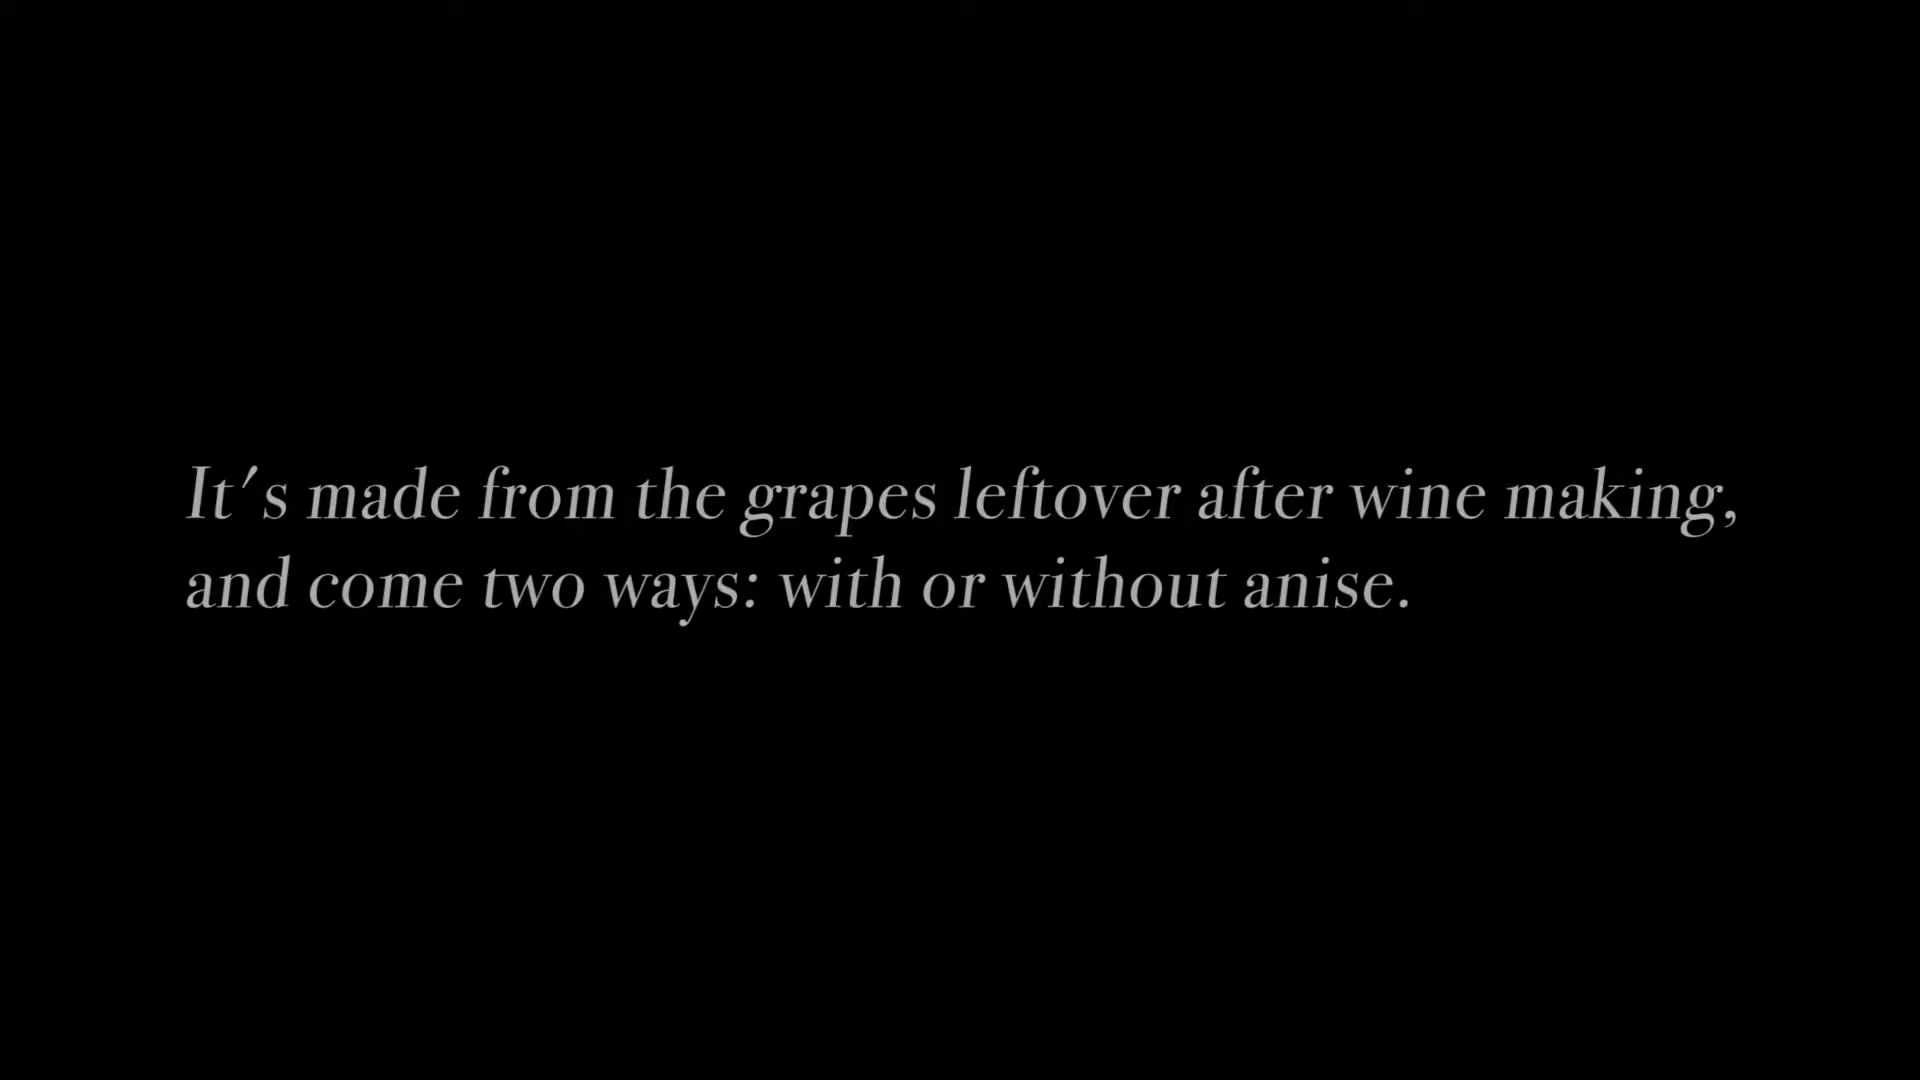 It's made from the grapes leftover after wine making,
and come two ways: with or without anise.